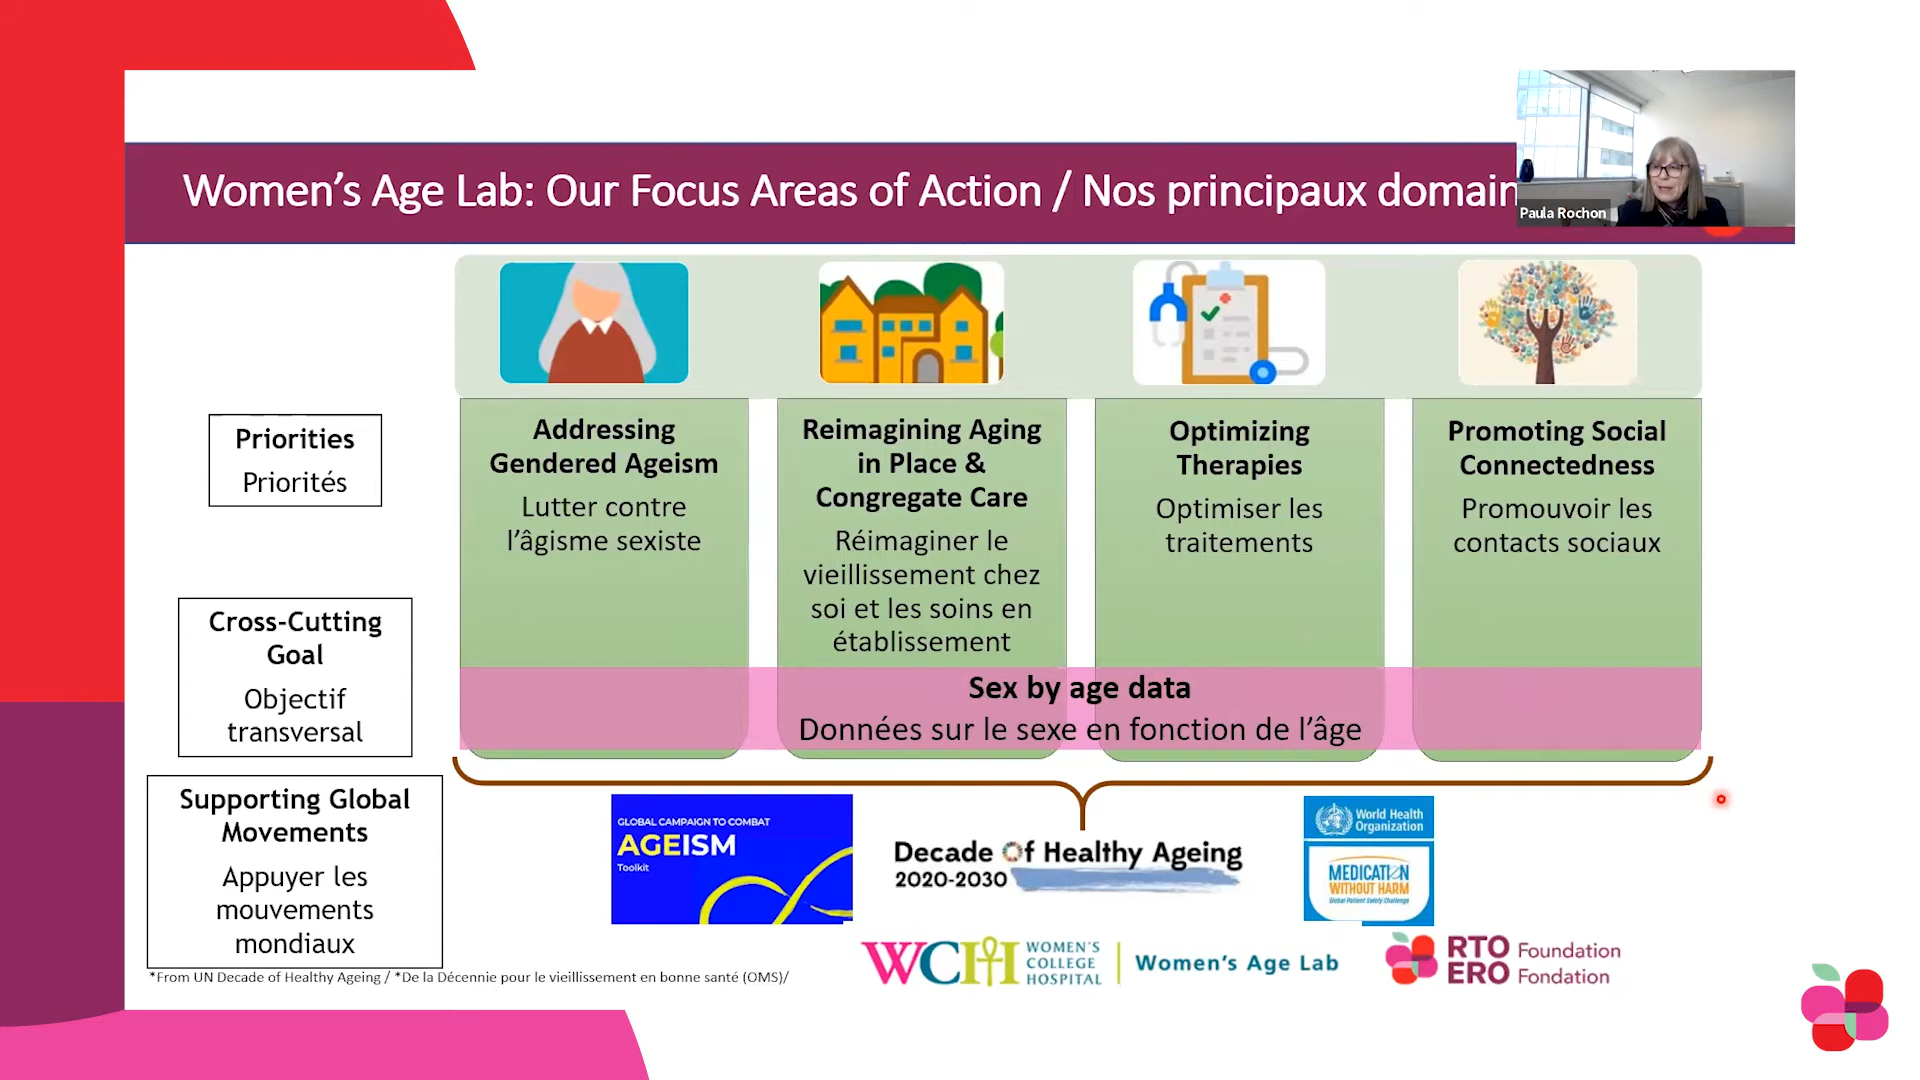 Women's Age Lab: Our Focus Areas of Action / Nos principaux domain
Paula Rochon
Priorities
Priorités
Addressing
Gendered Ageism
Lutter contre
l'âgisme sexiste
Reimagining Aging
in Place &
Congregate Care
Réimaginer le
vieillissement chez
soi et les soins en
établissement
Optimizing
Therapies
Optimiser les
traitements
Promoting Social
Connectedness
Promouvoir les
contacts sociaux
Cross-Cutting
Goal
Objectif
transversal
Sex by age data
Données sur le sexe en fonction de l'âge
Supporting Global
Movements
Appuyer les
mouvements
mondiaux
GLOBAL CAMPAIGN TO COMBAT
AGEISM
Toolkit
Decade Of Healthy Ageing
2020-2030
World Health
Organization
MEDICATION
WITHOUT HARM
Global Patient Safety Challenge
*From UN Decade of Healthy Ageing / *De la Décennie pour le vieillissement en bonne santé (OMS)/
WCH WOMEN'S
COLLEGE
HOSPITAL
Women's Age Lab
RTO Foundation
ERO Fondation